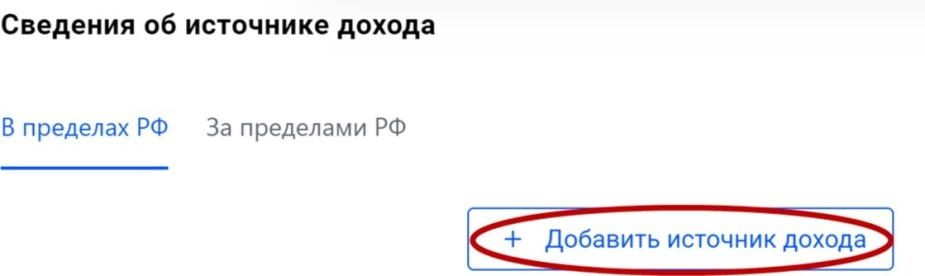 Сведения об источнике дохода
В пределах РФ За пределами РФ
+ Добавить источник дохода